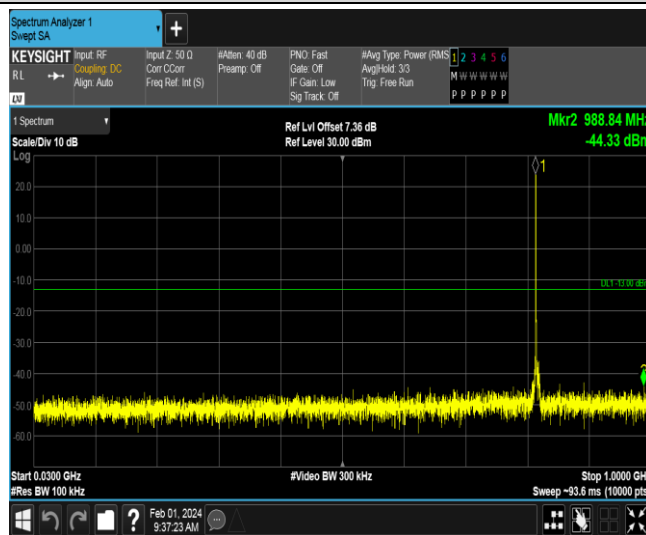 Spectrum Analyzer 1
Swept SA
KEYSIGHT
RL
LXI
Input: RF
Coupling: DC
Align: Auto
Input Z: 50 Ω
Corr CCorr
Freq Ref: Int (S)
#Atten: 40 dB
Preamp: Off
PNO: Fast
Gate: Off
IF Gain: Low
Sig Track: Off
#Avg Type: Power (RMS
Avg|Hold: 3/3
Trig: Free Run
1 2 3 4 5 6
M W W W W W
P P P P P P
1 Spectrum
Scale/Div 10 dB
Ref Lvl Offset 7.36 dB
Ref Level 30.00 dBm
Mkr2 988.84 MHz
-44.33 dBm
Log
1
20.0
10.0
0.00
-10.0
DL1 -13.00 dBm
-20.0
-30.0
-40.0
-50.0
-60.0
Start 0.0300 GHz
#Res BW 100 kHz
#Video BW 300 kHz
Stop 1.0000 GH
Sweep ~93.6 ms (10000 pts
Feb 01, 2024
9:37:23 AM